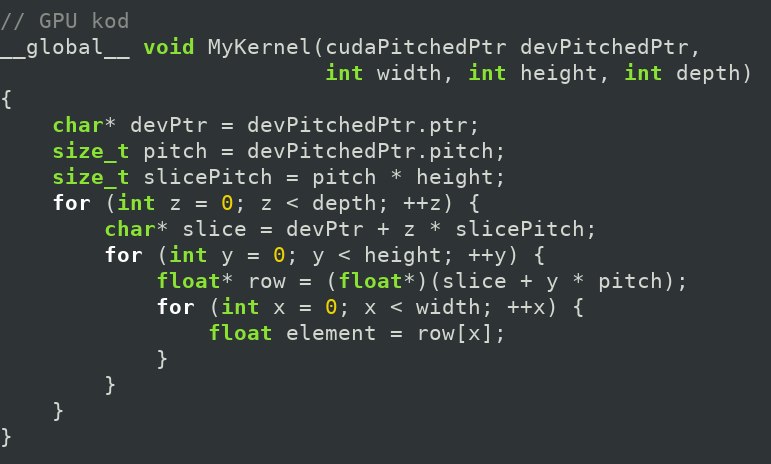 // GPU kod
__global__ void MyKernel(cudaPitchedPtr devPitchedPtr,
                         int width, int height, int depth)
{
    char* devPtr = devPitchedPtr.ptr;
    size_t pitch = devPitchedPtr.pitch;
    size_t slicePitch = pitch * height;
    for (int z = 0; z < depth; ++z) {
        char* slice = devPtr + z * slicePitch;
        for (int y = 0; y < height; ++y) {
            float* row = (float*)(slice + y * pitch);
            for (int x = 0; x < width; ++x) {
                float element = row[x];
            }
        }
    }
}